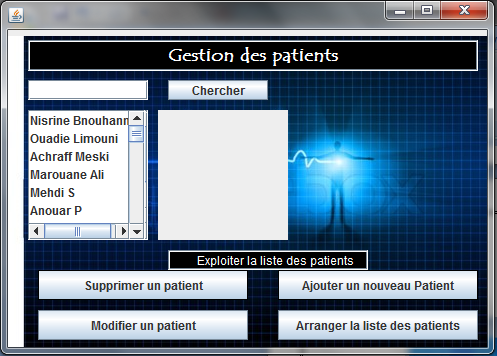 Gestion des patients
Chercher
Nisrine Bnouhann
Ouadie Limouni
Achraff Meski
Marouane Ali
Mehdi S
Anouar P
Exploiter la liste des patients
Supprimer un patient
Ajouter un nouveau Patient
Modifier un patient
Arranger la liste des patients